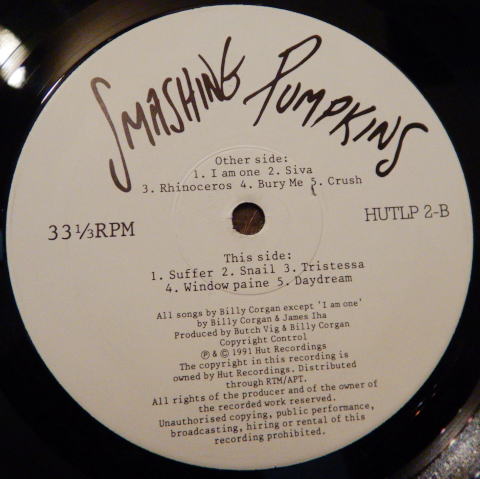 Smashing Pumpkins
Other side:
1. I am one 2. Siva
3. Rhinoceros 4. Bury Me 5. Crush
33⅓RPM
HUTLP 2-B
This side:
1. Suffer 2. Snail 3. Tristessa
4. Window paine 5. Daydream
All songs by Billy Corgan except 'I am one'
by Billy Corgan & James Iha
Produced by Butch Vig & Billy Corgan
Copyright Control
℗ & © 1991 Hut Recordings
The copyright in this recording is
owned by Hut Recordings. Distributed
through RTM/APT.
All rights of the producer and of the owner of
the recorded work reserved.
Unauthorised copying, public performance,
broadcasting, hiring or rental of this
recording prohibited.